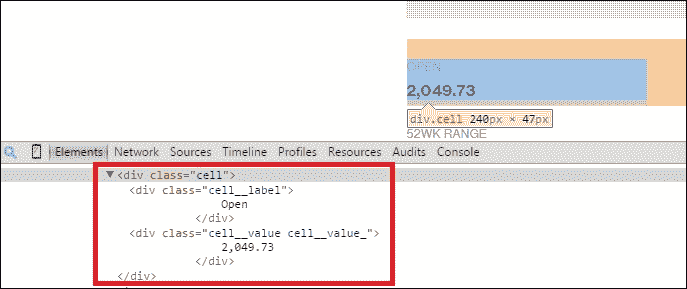 OPEN
2,049.73
div.cell 240px × 47px
52WK RANGE
Elements Network Sources Timeline Profiles Resources Audits Console
▼<div class="cell">
<div class="cell__label">
Open
</div>
<div class="cell__value cell__value_">
2,049.73
</div>
</div>